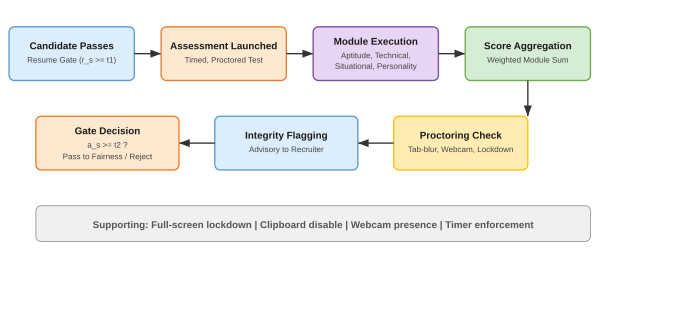 Candidate Passes
Resume Gate (r_s >= t1)
Assessment Launched
Timed, Proctored Test
Module Execution
Aptitude, Technical,
Situational, Personality
Score Aggregation
Weighted Module Sum
Proctoring Check
Tab-blur, Webcam, Lockdown
Integrity Flagging
Advisory to Recruiter
Gate Decision
a_s >= t2 ?
Pass to Fairness / Reject
Supporting: Full-screen lockdown | Clipboard disable | Webcam presence | Timer enforcement